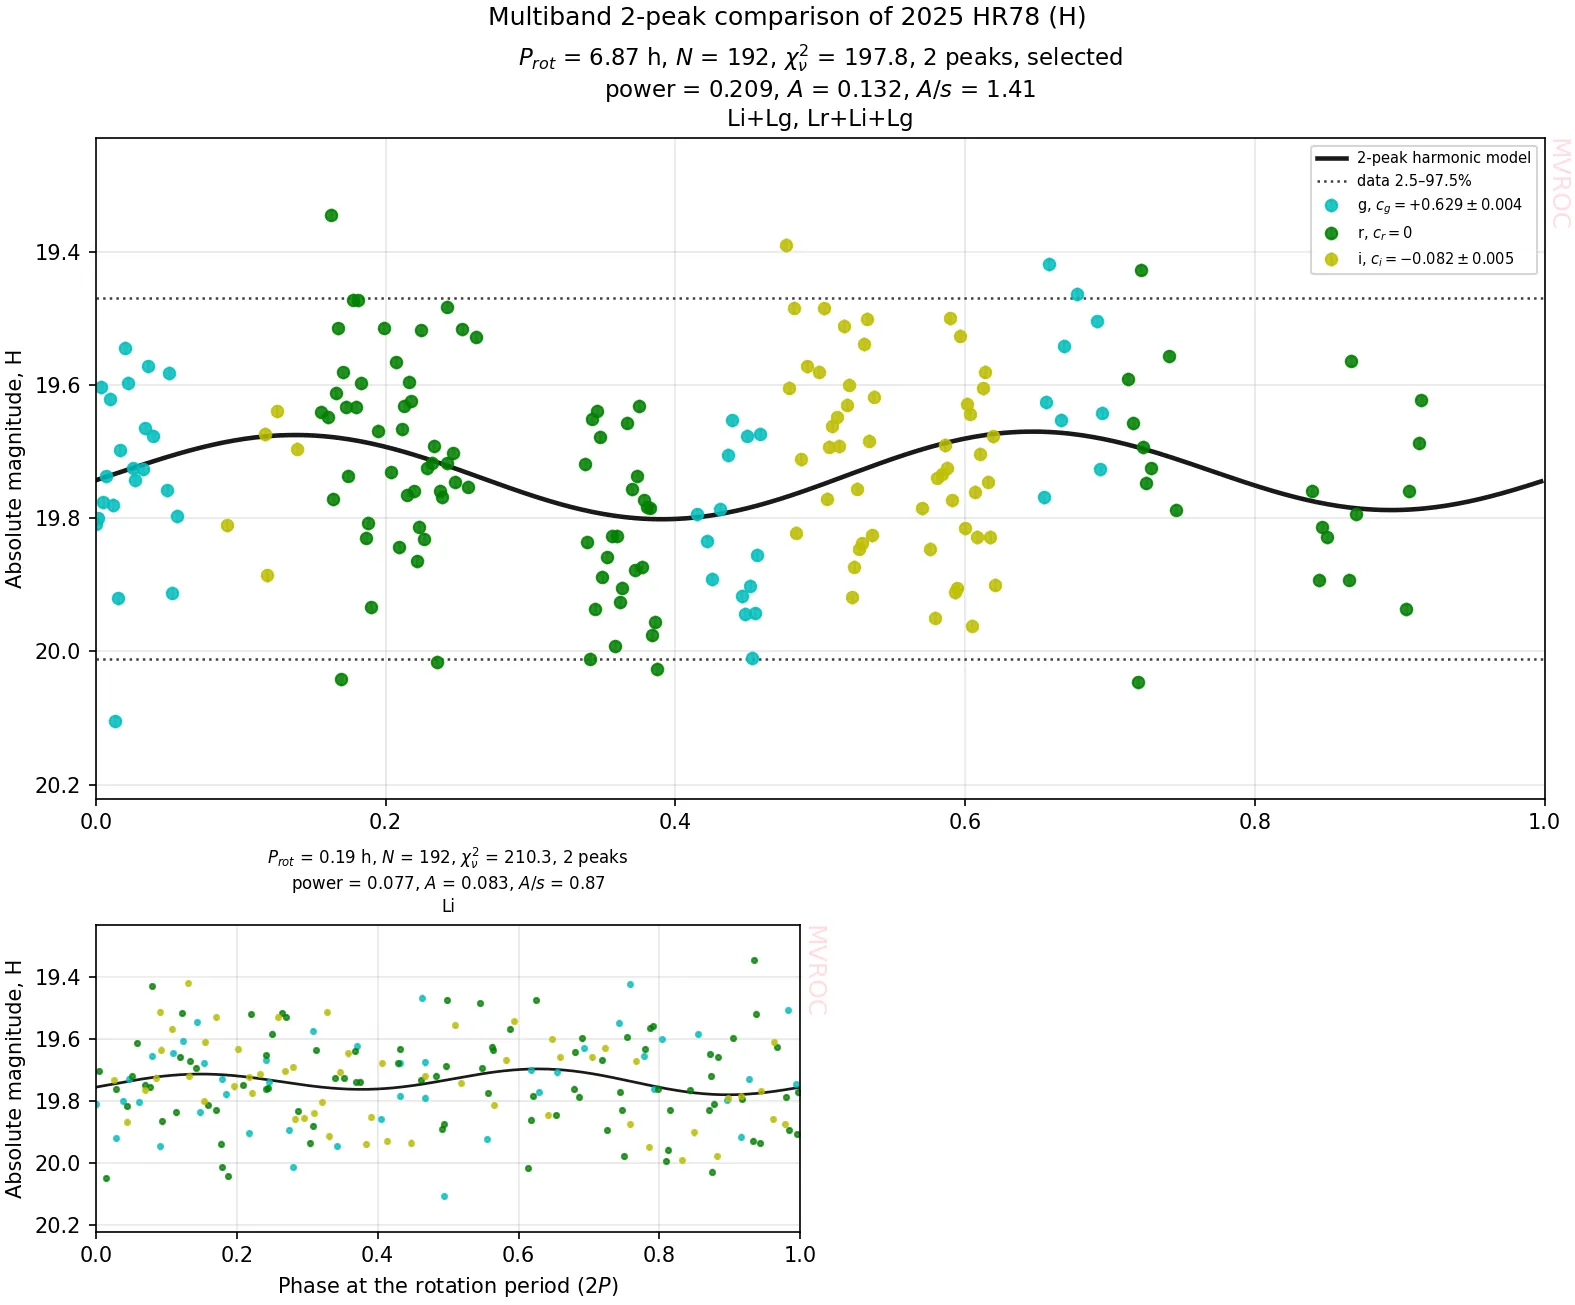 Multiband 2-peak comparison of 2025 HR78 (H)
P_rot = 6.87 h, N = 192, χ²_ν = 197.8, 2 peaks, selected
power = 0.209, A = 0.132, A/s = 1.41
Li+Lg, Lr+Li+Lg
2-peak harmonic model
data 2.5–97.5%
g, c_g = +0.629 ± 0.004
r, c_r = 0
i, c_i = −0.082 ± 0.005
MVROC
Absolute magnitude, H
19.4
19.6
19.8
20.0
20.2
0.0 0.2 0.4 0.6 0.8 1.0
P_rot = 0.19 h, N = 192, χ²_ν = 210.3, 2 peaks
power = 0.077, A = 0.083, A/s = 0.87
Li
MVROC
Absolute magnitude, H
19.4
19.6
19.8
20.0
20.2
0.0 0.2 0.4 0.6 0.8 1.0
Phase at the rotation period (2P)